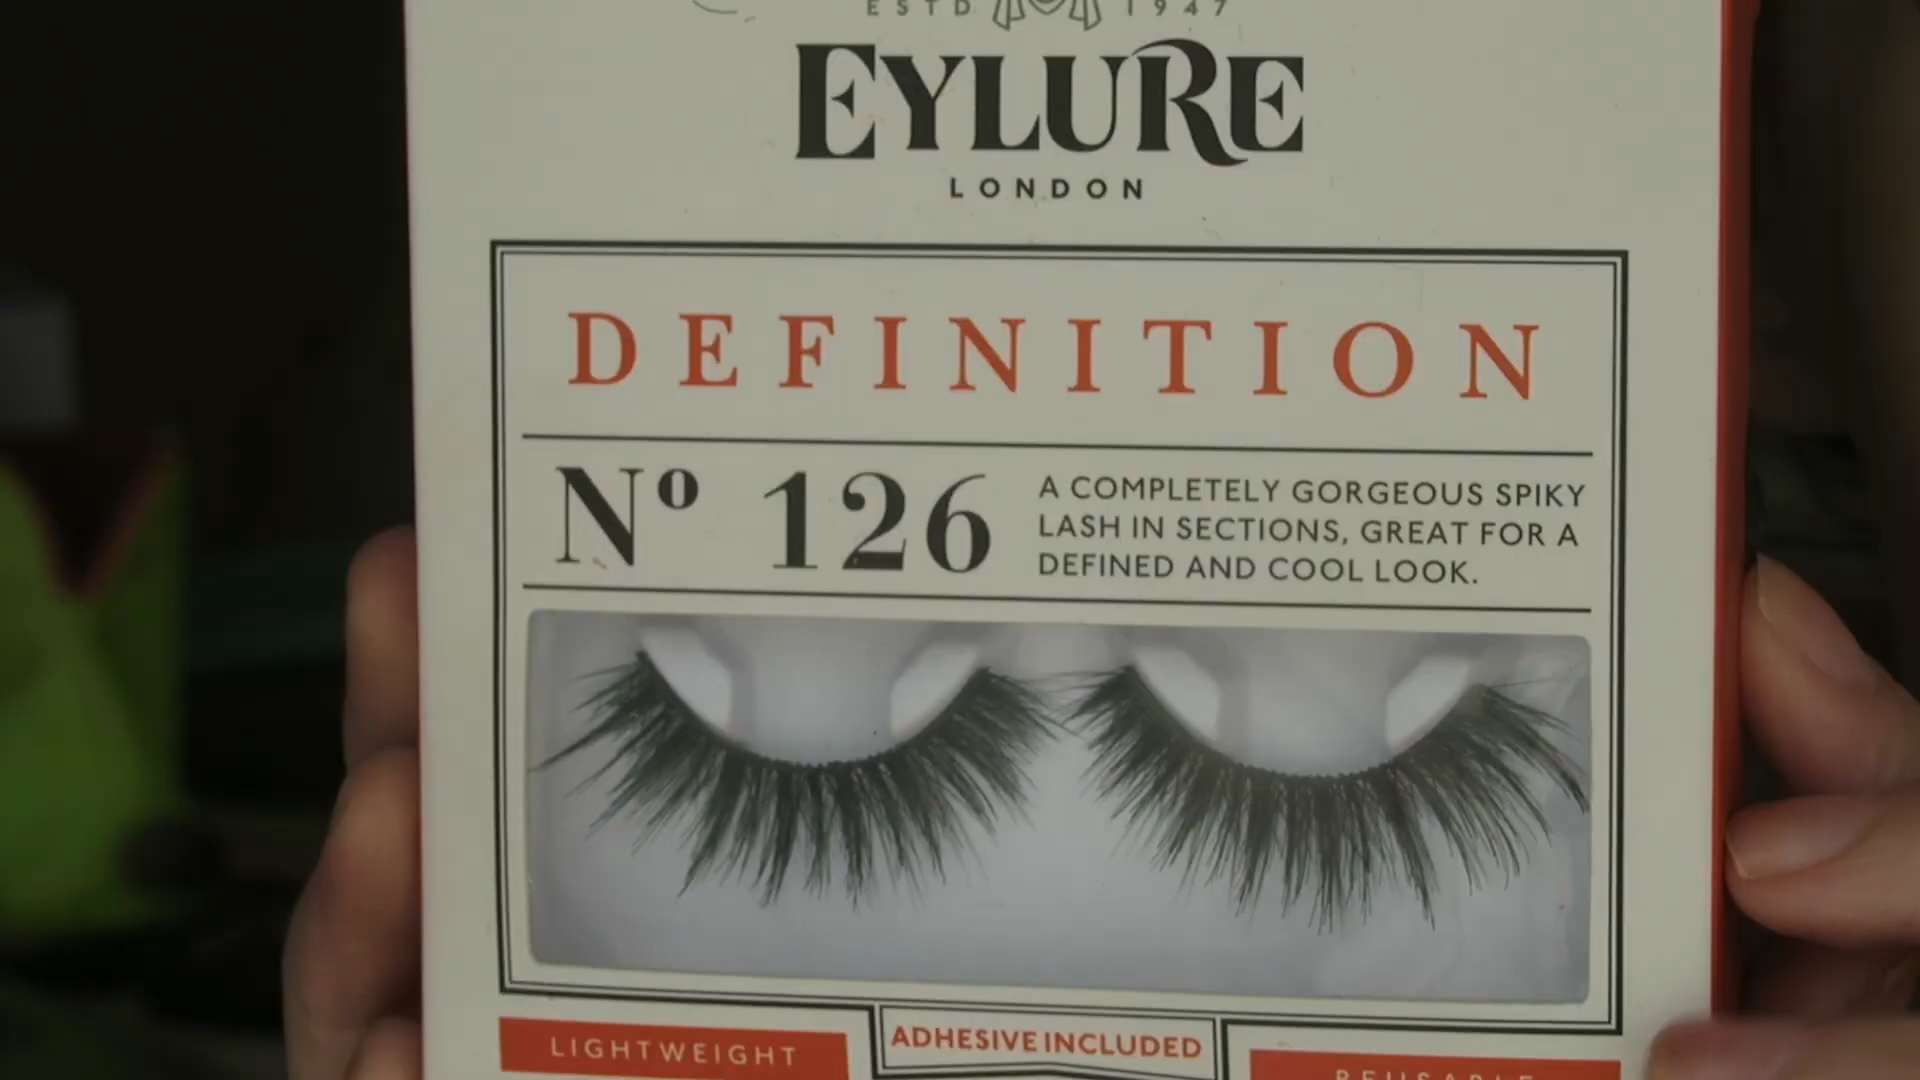 ESTD 1947
EYLURE
LONDON
DEFINITION
Nº 126
A COMPLETELY GORGEOUS SPIKY
LASH IN SECTIONS, GREAT FOR A
DEFINED AND COOL LOOK.
LIGHTWEIGHT
ADHESIVE INCLUDED
REUSABLE